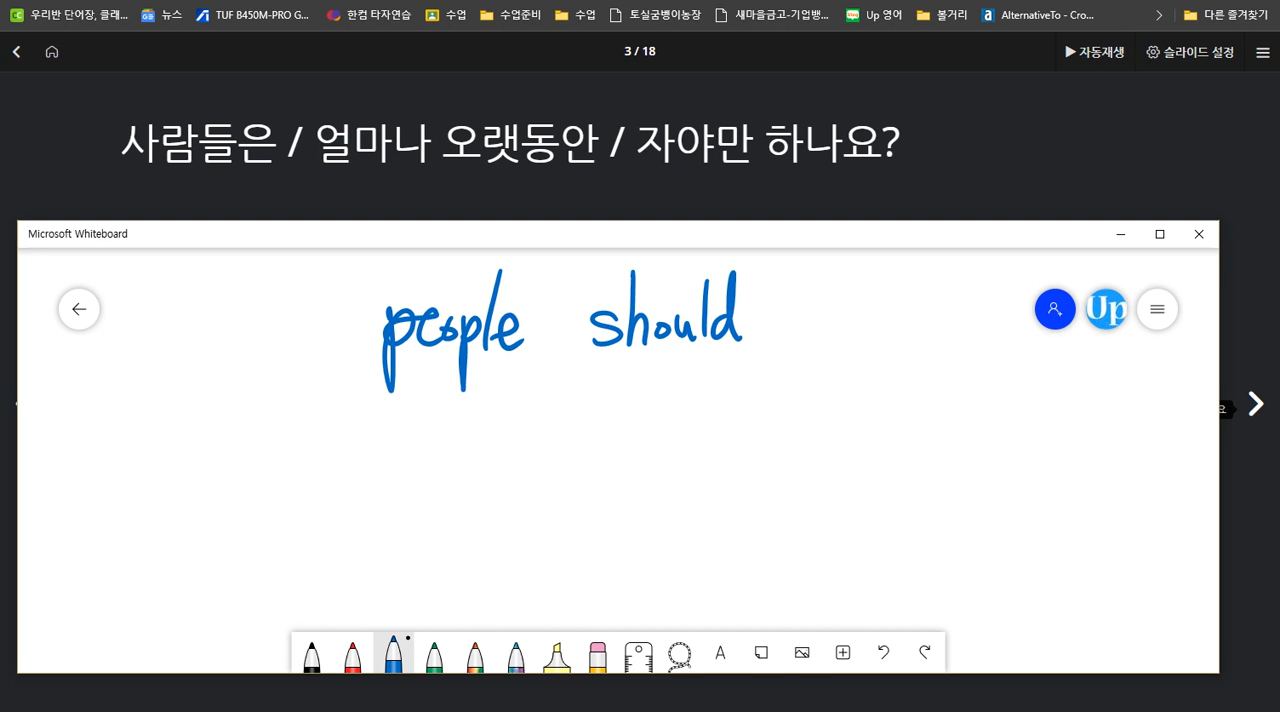 우리반 단어장, 클래... 뉴스 TUF B450M-PRO G... 한컴 타자연습 수업 수업준비 수업 토실굼벵이농장 새마을금고-기업뱅... Up 영어 볼거리 AlternativeTo - Cro... 다른 즐겨찾기
3 / 18 자동재생 슬라이드 설정
사람들은 / 얼마나 오랫동안 / 자야만 하나요?
Microsoft Whiteboard
people should
Up
요
A